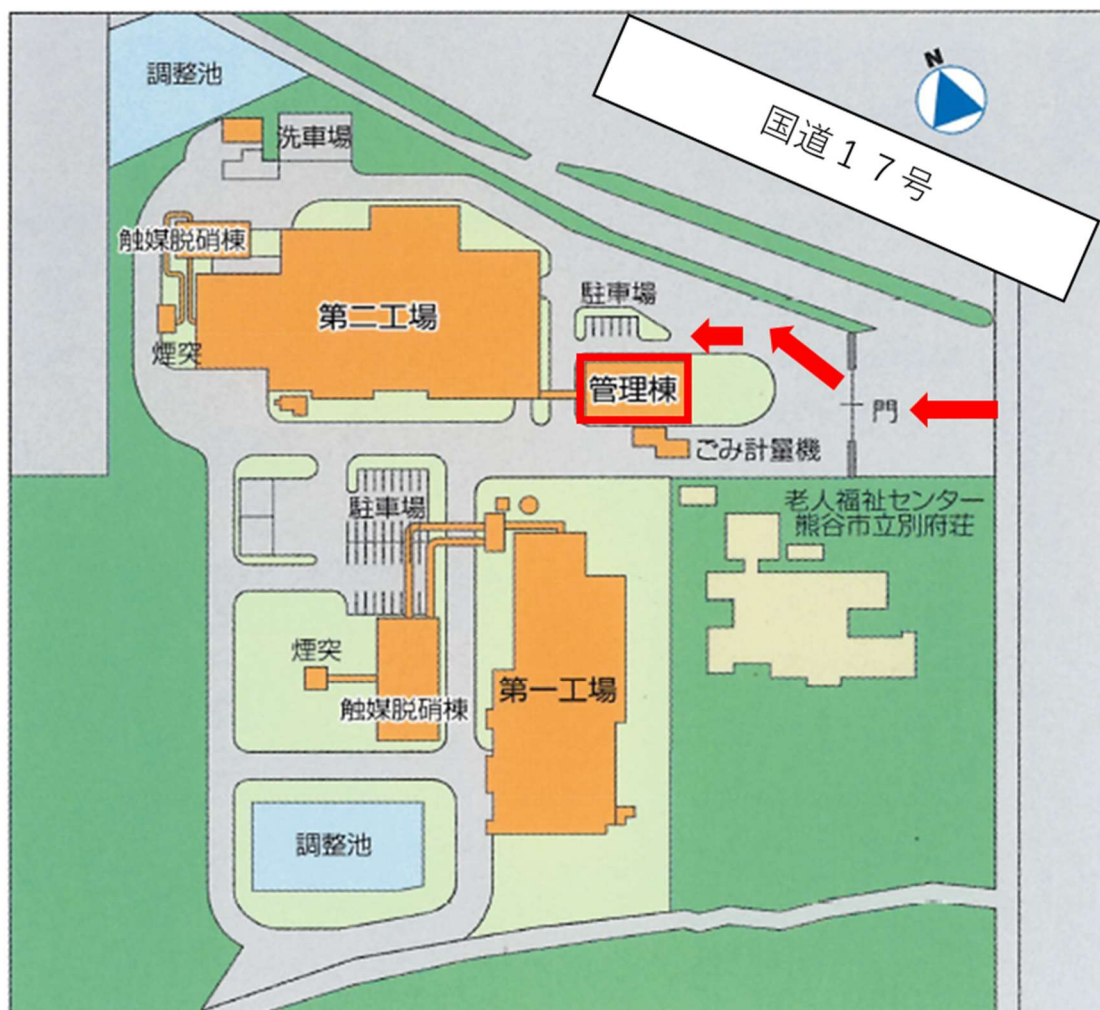 調整池
N
国道17号
洗車場
触媒脱硝棟
駐車場
第二工場
煙突
管理棟
門
ごみ計量機
老人福祉センター
熊谷市立別府荘
駐車場
煙突
第一工場
触媒脱硝棟
調整池